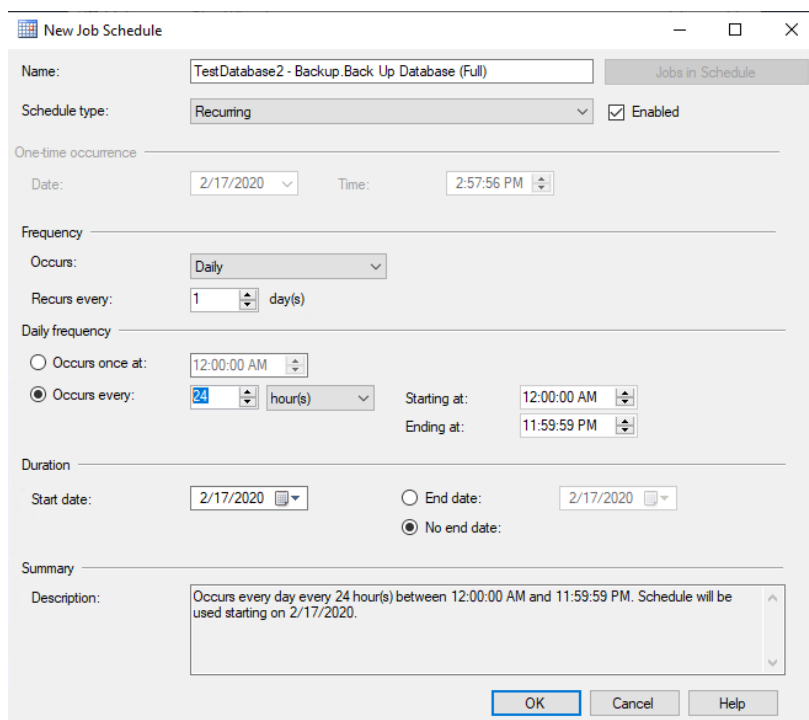 New Job Schedule
Name: TestDatabase2 - Backup.Back Up Database (Full) Jobs in Schedule
Schedule type: Recurring Enabled
One-time occurrence
Date: 2/17/2020 Time: 2:57:56 PM
Frequency
Occurs: Daily
Recurs every: 1 day(s)
Daily frequency
Occurs once at: 12:00:00 AM
Occurs every: 24 hour(s) Starting at: 12:00:00 AM
Ending at: 11:59:59 PM
Duration
Start date: 2/17/2020 End date: 2/17/2020
No end date:
Summary
Description: Occurs every day every 24 hour(s) between 12:00:00 AM and 11:59:59 PM. Schedule will be
used starting on 2/17/2020.
OK Cancel Help